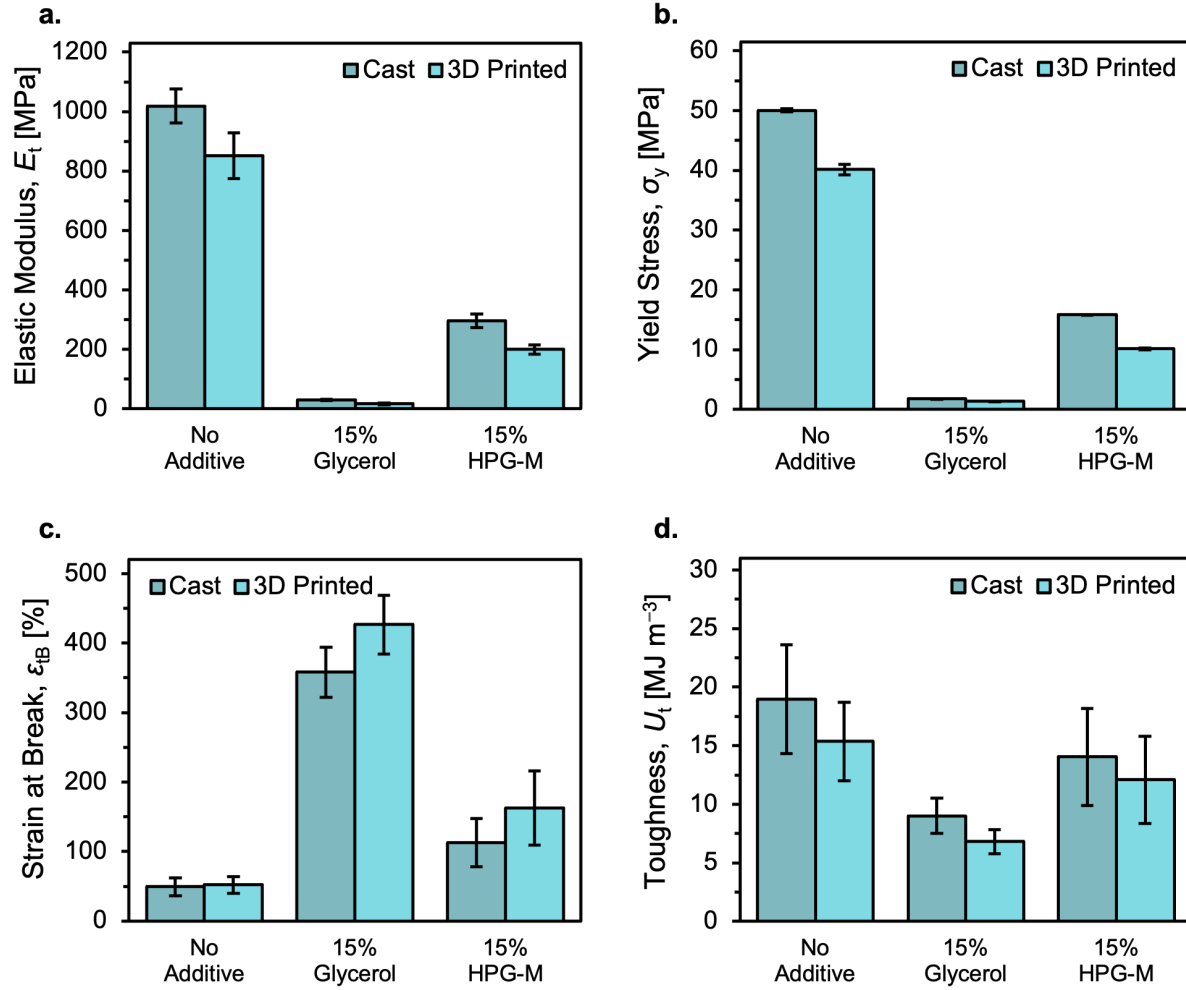 a.
Elastic Modulus, Et [MPa]
1200
1000
800
600
400
200
0
Cast 3D Printed
No
Additive
15%
Glycerol
15%
HPG-M
b.
Yield Stress, σy [MPa]
60
50
40
30
20
10
0
Cast 3D Printed
No
Additive
15%
Glycerol
15%
HPG-M
c.
Strain at Break, εtB [%]
500
400
300
200
100
0
Cast 3D Printed
No
Additive
15%
Glycerol
15%
HPG-M
d.
Toughness, Ut [MJ m⁻³]
30
25
20
15
10
5
0
Cast 3D Printed
No
Additive
15%
Glycerol
15%
HPG-M